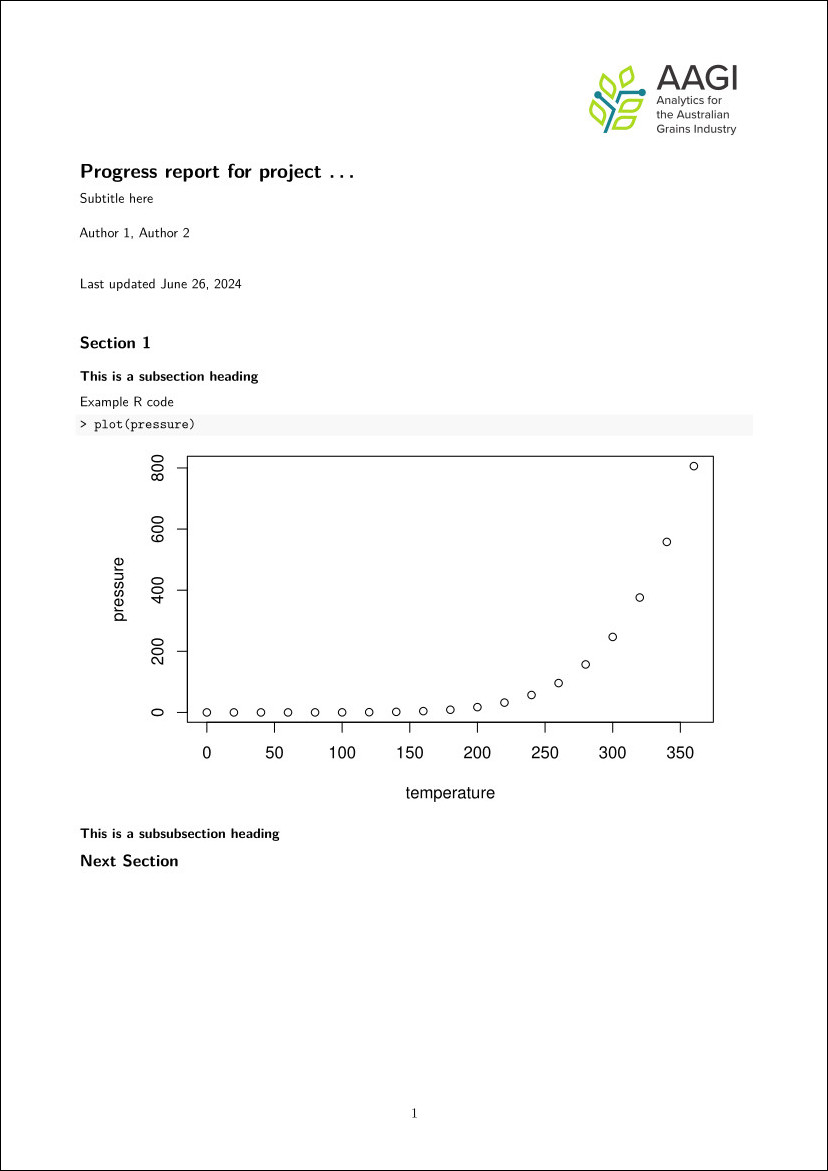 AAGI
Analytics for
the Australian
Grains Industry
Progress report for project . . .
Subtitle here
Author 1, Author 2
Last updated June 26, 2024
Section 1
This is a subsection heading
Example R code
> plot(pressure)
800
600
400
200
0
pressure
0 50 100 150 200 250 300 350
temperature
This is a subsubsection heading
Next Section
1